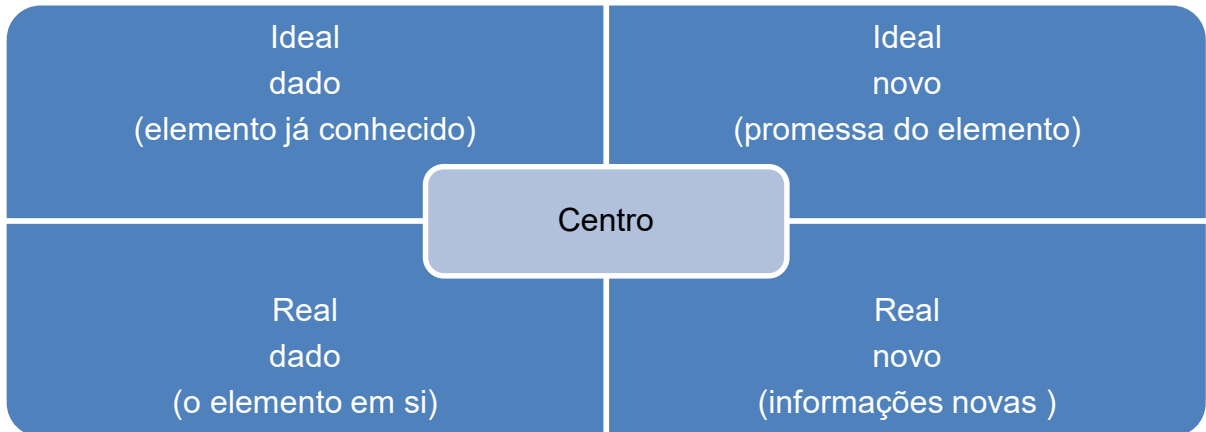 Ideal
dado
(elemento já conhecido)
Ideal
novo
(promessa do elemento)
Centro
Real
dado
(o elemento em si)
Real
novo
(informações novas )